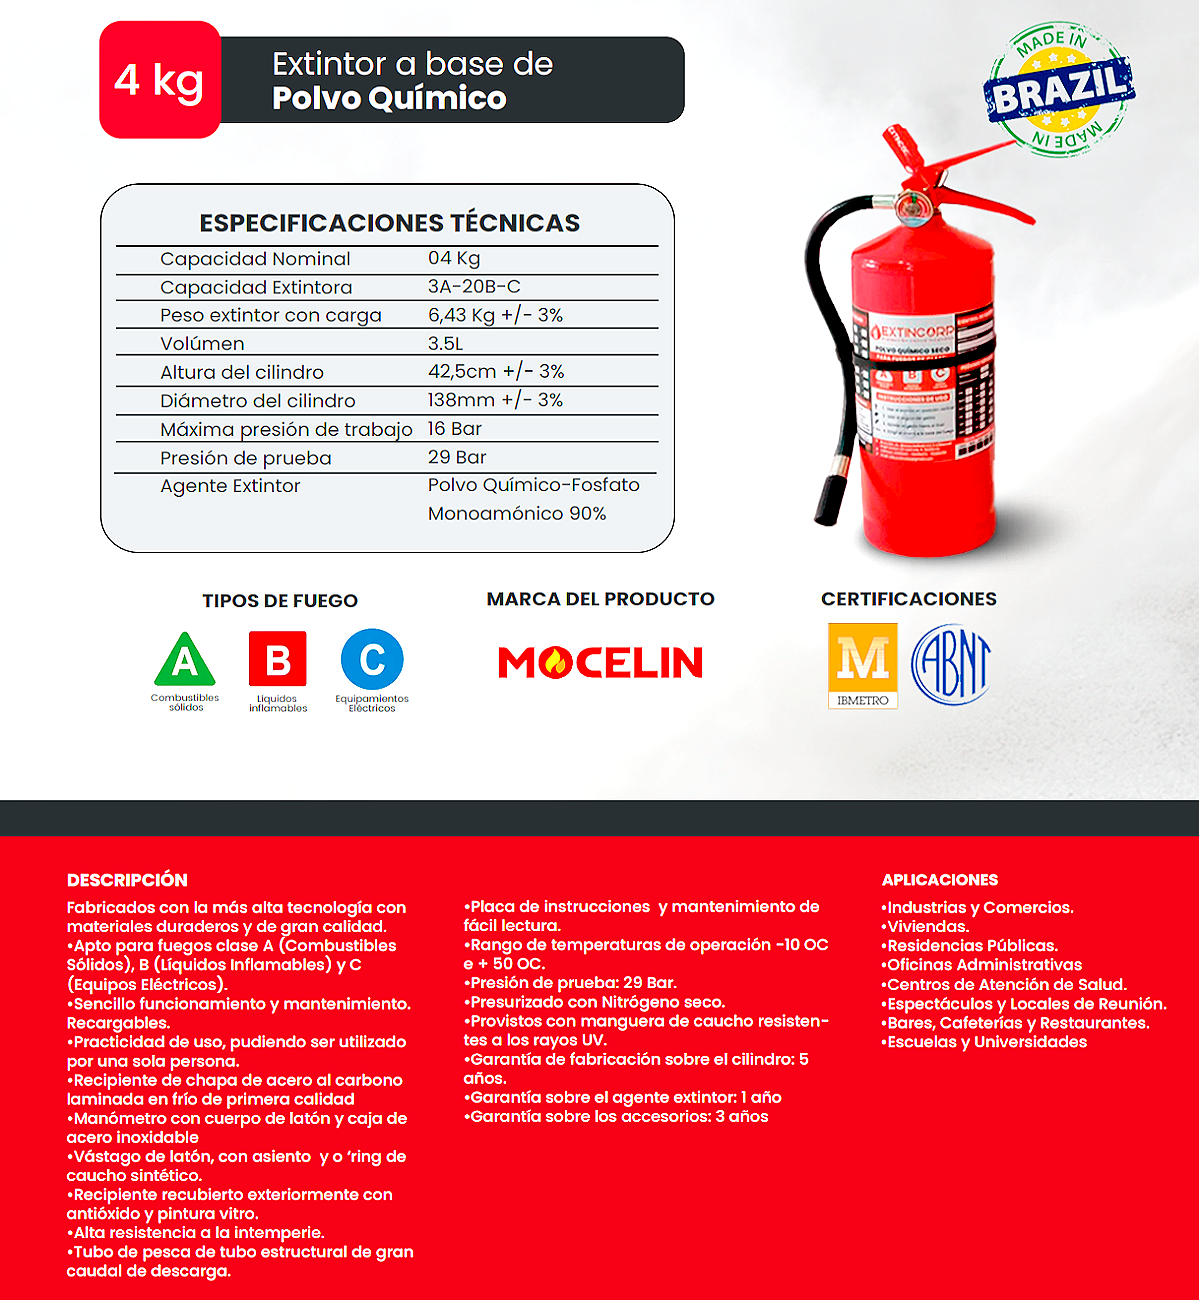 4 kg
Extintor a base de
Polvo Químico
MADE IN
BRAZIL
MADE IN
ESPECIFICACIONES TÉCNICAS
Capacidad Nominal 04 Kg
Capacidad Extintora 3A-20B-C
Peso extintor con carga 6,43 Kg +/- 3%
Volúmen 3.5L
Altura del cilindro 42,5cm +/- 3%
Diámetro del cilindro 138mm +/- 3%
Máxima presión de trabajo 16 Bar
Presión de prueba 29 Bar
Agente Extintor Polvo Químico-Fosfato
Monoamónico 90%
EXTINCORP
POLVO QUÍMICO SECO
A B C
INSTRUCCIONES DE USO
TIPOS DE FUEGO
A
Combustibles
sólidos
B
Liquidos
inflamables
C
Equipamientos
Eléctricos
MARCA DEL PRODUCTO
MOCELIN
CERTIFICACIONES
M
IBMETRO
ABNT
DESCRIPCIÓN
Fabricados con la más alta tecnología con
materiales duraderos y de gran calidad.
•Apto para fuegos clase A (Combustibles
Sólidos), B (Líquidos Inflamables) y C
(Equipos Eléctricos).
•Sencillo funcionamiento y mantenimiento.
Recargables.
•Practicidad de uso, pudiendo ser utilizado
por una sola persona.
•Recipiente de chapa de acero al carbono
laminada en frío de primera calidad
•Manómetro con cuerpo de latón y caja de
acero inoxidable
•Vástago de latón, con asiento y o ‘ring de
caucho sintético.
•Recipiente recubierto exteriormente con
antióxido y pintura vitro.
•Alta resistencia a la intemperie.
•Tubo de pesca de tubo estructural de gran
caudal de descarga.
•Placa de instrucciones y mantenimiento de
fácil lectura.
•Rango de temperaturas de operación -10 OC
e + 50 OC.
•Presión de prueba: 29 Bar.
•Presurizado con Nitrógeno seco.
•Provistos con manguera de caucho resisten-
tes a los rayos UV.
•Garantía de fabricación sobre el cilindro: 5
años.
•Garantía sobre el agente extintor: 1 año
•Garantía sobre los accesorios: 3 años
APLICACIONES
•Industrias y Comercios.
•Viviendas.
•Residencias Públicas.
•Oficinas Administrativas
•Centros de Atención de Salud.
•Espectáculos y Locales de Reunión.
•Bares, Cafeterías y Restaurantes.
•Escuelas y Universidades